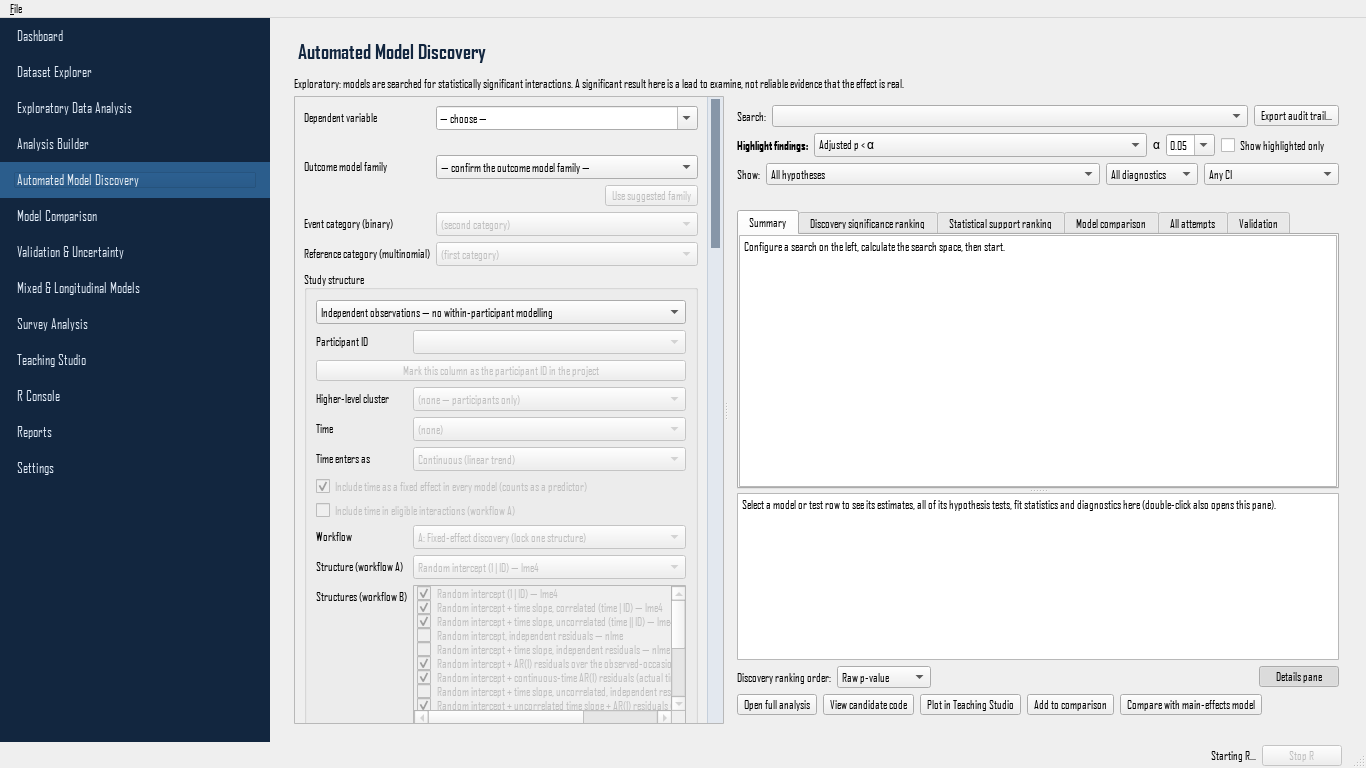 File
Dashboard
Dataset Explorer
Exploratory Data Analysis
Analysis Builder
Automated Model Discovery
Model Comparison
Validation & Uncertainty
Mixed & Longitudinal Models
Survey Analysis
Teaching Studio
R Console
Reports
Settings
Automated Model Discovery
Exploratory: models are searched for statistically significant interactions. A significant result here is a lead to examine, not reliable evidence that the effect is real.
Dependent variable
— choose —
Outcome model family
— confirm the outcome model family —
Use suggested family
Event category (binary)
(second category)
Reference category (multinomial)
(first category)
Study structure
Independent observations — no within-participant modelling
Participant ID
Mark this column as the participant ID in the project
Higher-level cluster
(none — participants only)
Time
(none)
Time enters as
Continuous (linear trend)
Include time as a fixed effect in every model (counts as a predictor)
Include time in eligible interactions (workflow A)
Workflow
A: Fixed-effect discovery (lock one structure)
Structure (workflow A)
Random intercept (1 | ID) — lme4
Structures (workflow B)
Random intercept (1 | ID) — lme4
Random intercept + time slope, correlated (time | ID) — lme4
Random intercept + time slope, uncorrelated (time || ID) — lme
Random intercept, independent residuals — nlme
Random intercept + time slope, independent residuals — nlme
Random intercept + AR(1) residuals over the observed-occasio
Random intercept + continuous-time AR(1) residuals (actual ti
Random intercept + time slope, uncorrelated, independent res
Random intercept + uncorrelated time slope + AR(1) residuals
Search:
Export audit trail...
Highlight findings:
Adjusted p < α
α
0.05
Show highlighted only
Show:
All hypotheses
All diagnostics
Any CI
Summary
Discovery significance ranking
Statistical support ranking
Model comparison
All attempts
Validation
Configure a search on the left, calculate the search space, then start.
Select a model or test row to see its estimates, all of its hypothesis tests, fit statistics and diagnostics here (double-click also opens this pane).
Discovery ranking order:
Raw p-value
Details pane
Open full analysis
View candidate code
Plot in Teaching Studio
Add to comparison
Compare with main-effects model
Starting R...
Stop R